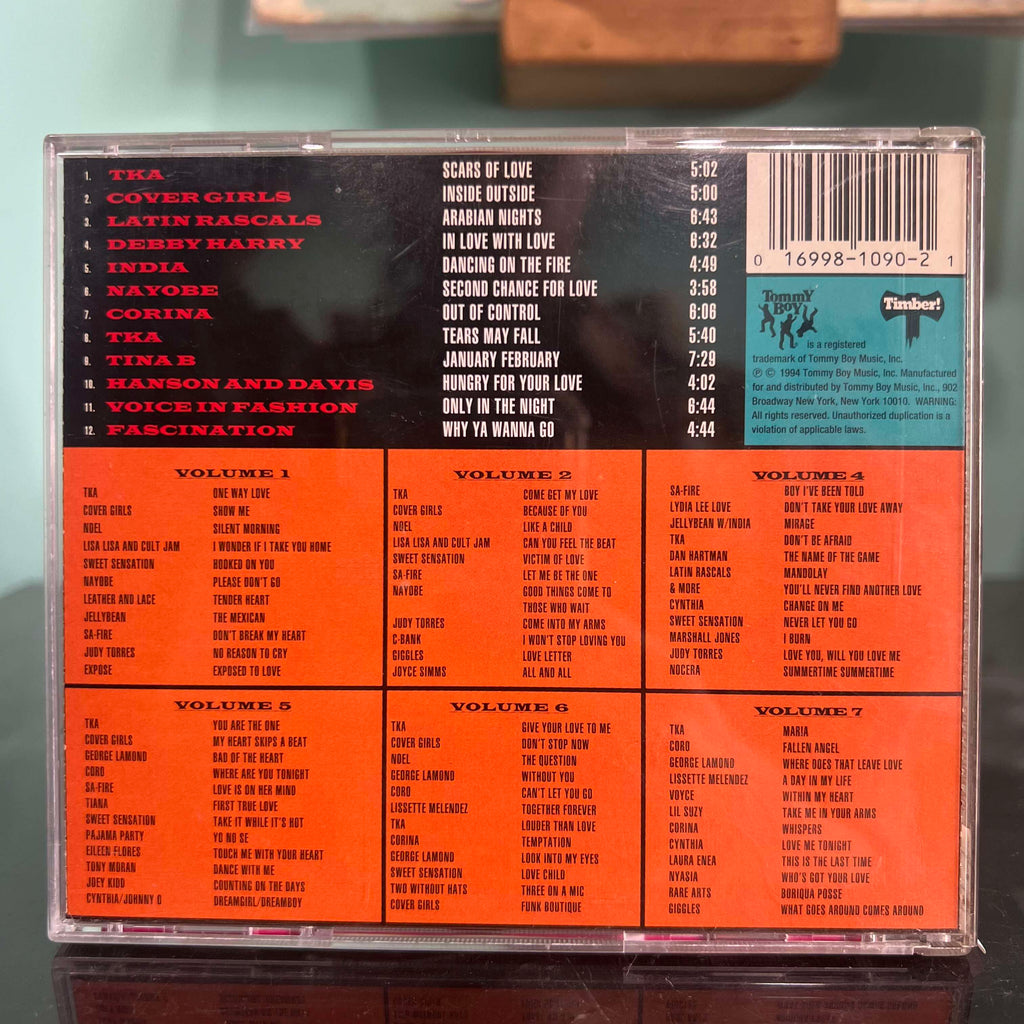 1. TKA SCARS OF LOVE 5:02
2. COVER GIRLS INSIDE OUTSIDE 5:00
3. LATIN RASCALS ARABIAN NIGHTS 6:43
4. DEBBY HARRY IN LOVE WITH LOVE 6:32
5. INDIA DANCING ON THE FIRE 4:49
6. NAYOBE SECOND CHANCE FOR LOVE 3:58
7. CORINA OUT OF CONTROL 6:06
8. TKA TEARS MAY FALL 5:40
9. TINA B JANUARY FEBRUARY 7:29
10. HANSON AND DAVIS HUNGRY FOR YOUR LOVE 4:02
11. VOICE IN FASHION ONLY IN THE NIGHT 6:44
12. FASCINATION WHY YA WANNA GO 4:44
0 16998-1090-2 1
Tommy
Boy
Timber!
is a registered
trademark of Tommy Boy Music, Inc.
℗ © 1994 Tommy Boy Music, Inc. Manufactured
for and distributed by Tommy Boy Music, Inc., 902
Broadway New York, New York 10010. WARNING:
All rights reserved. Unauthorized duplication is a
violation of applicable laws.
VOLUME 1
TKA ONE WAY LOVE
COVER GIRLS SHOW ME
NOEL SILENT MORNING
LISA LISA AND CULT JAM I WONDER IF I TAKE YOU HOME
SWEET SENSATION HOOKED ON YOU
NAYOBE PLEASE DON'T GO
LEATHER AND LACE TENDER HEART
JELLYBEAN THE MEXICAN
SA-FIRE DON'T BREAK MY HEART
JUDY TORRES NO REASON TO CRY
EXPOSE EXPOSED TO LOVE
VOLUME 2
TKA COME GET MY LOVE
COVER GIRLS BECAUSE OF YOU
NOEL LIKE A CHILD
LISA LISA AND CULT JAM CAN YOU FEEL THE BEAT
SWEET SENSATION VICTIM OF LOVE
SA-FIRE LET ME BE THE ONE
NAYOBE GOOD THINGS COME TO
THOSE WHO WAIT
JUDY TORRES COME INTO MY ARMS
C-BANK I WON'T STOP LOVING YOU
GIGGLES LOVE LETTER
JOYCE SIMMS ALL AND ALL
VOLUME 4
SA-FIRE BOY I'VE BEEN TOLD
LYDIA LEE LOVE DON'T TAKE YOUR LOVE AWAY
JELLYBEAN W/INDIA MIRAGE
TKA DON'T BE AFRAID
DAN HARTMAN THE NAME OF THE GAME
LATIN RASCALS MANDOLAY
& MORE YOU'LL NEVER FIND ANOTHER LOVE
CYNTHIA CHANGE ON ME
SWEET SENSATION NEVER LET YOU GO
MARSHALL JONES I BURN
JUDY TORRES LOVE YOU, WILL YOU LOVE ME
NOCERA SUMMERTIME SUMMERTIME
VOLUME 5
TKA YOU ARE THE ONE
COVER GIRLS MY HEART SKIPS A BEAT
GEORGE LAMOND BAD OF THE HEART
CORO WHERE ARE YOU TONIGHT
SA-FIRE LOVE IS ON HER MIND
TIANA FIRST TRUE LOVE
SWEET SENSATION TAKE IT WHILE IT'S HOT
PAJAMA PARTY YO NO SE
EILEEN FLORES TOUCH ME WITH YOUR HEART
TONY MORAN DANCE WITH ME
JOEY KIDD COUNTING ON THE DAYS
CYNTHIA/JOHNNY O DREAMGIRL/DREAMBOY
VOLUME 6
TKA GIVE YOUR LOVE TO ME
COVER GIRLS DON'T STOP NOW
NOEL THE QUESTION
GEORGE LAMOND WITHOUT YOU
CORO CAN'T LET YOU GO
LISSETTE MELENDEZ TOGETHER FOREVER
TKA LOUDER THAN LOVE
CORINA TEMPTATION
GEORGE LAMOND LOOK INTO MY EYES
SWEET SENSATION LOVE CHILD
TWO WITHOUT HATS THREE ON A MIC
COVER GIRLS FUNK BOUTIQUE
VOLUME 7
TKA MARIA
CORO FALLEN ANGEL
GEORGE LAMOND WHERE DOES THAT LEAVE LOVE
LISSETTE MELENDEZ A DAY IN MY LIFE
VOYCE WITHIN MY HEART
LIL SUZY TAKE ME IN YOUR ARMS
CORINA WHISPERS
CYNTHIA LOVE ME TONIGHT
LAURA ENEA THIS IS THE LAST TIME
NYASIA WHO'S GOT YOUR LOVE
RARE ARTS BORIQUA POSSE
GIGGLES WHAT GOES AROUND COMES AROUND